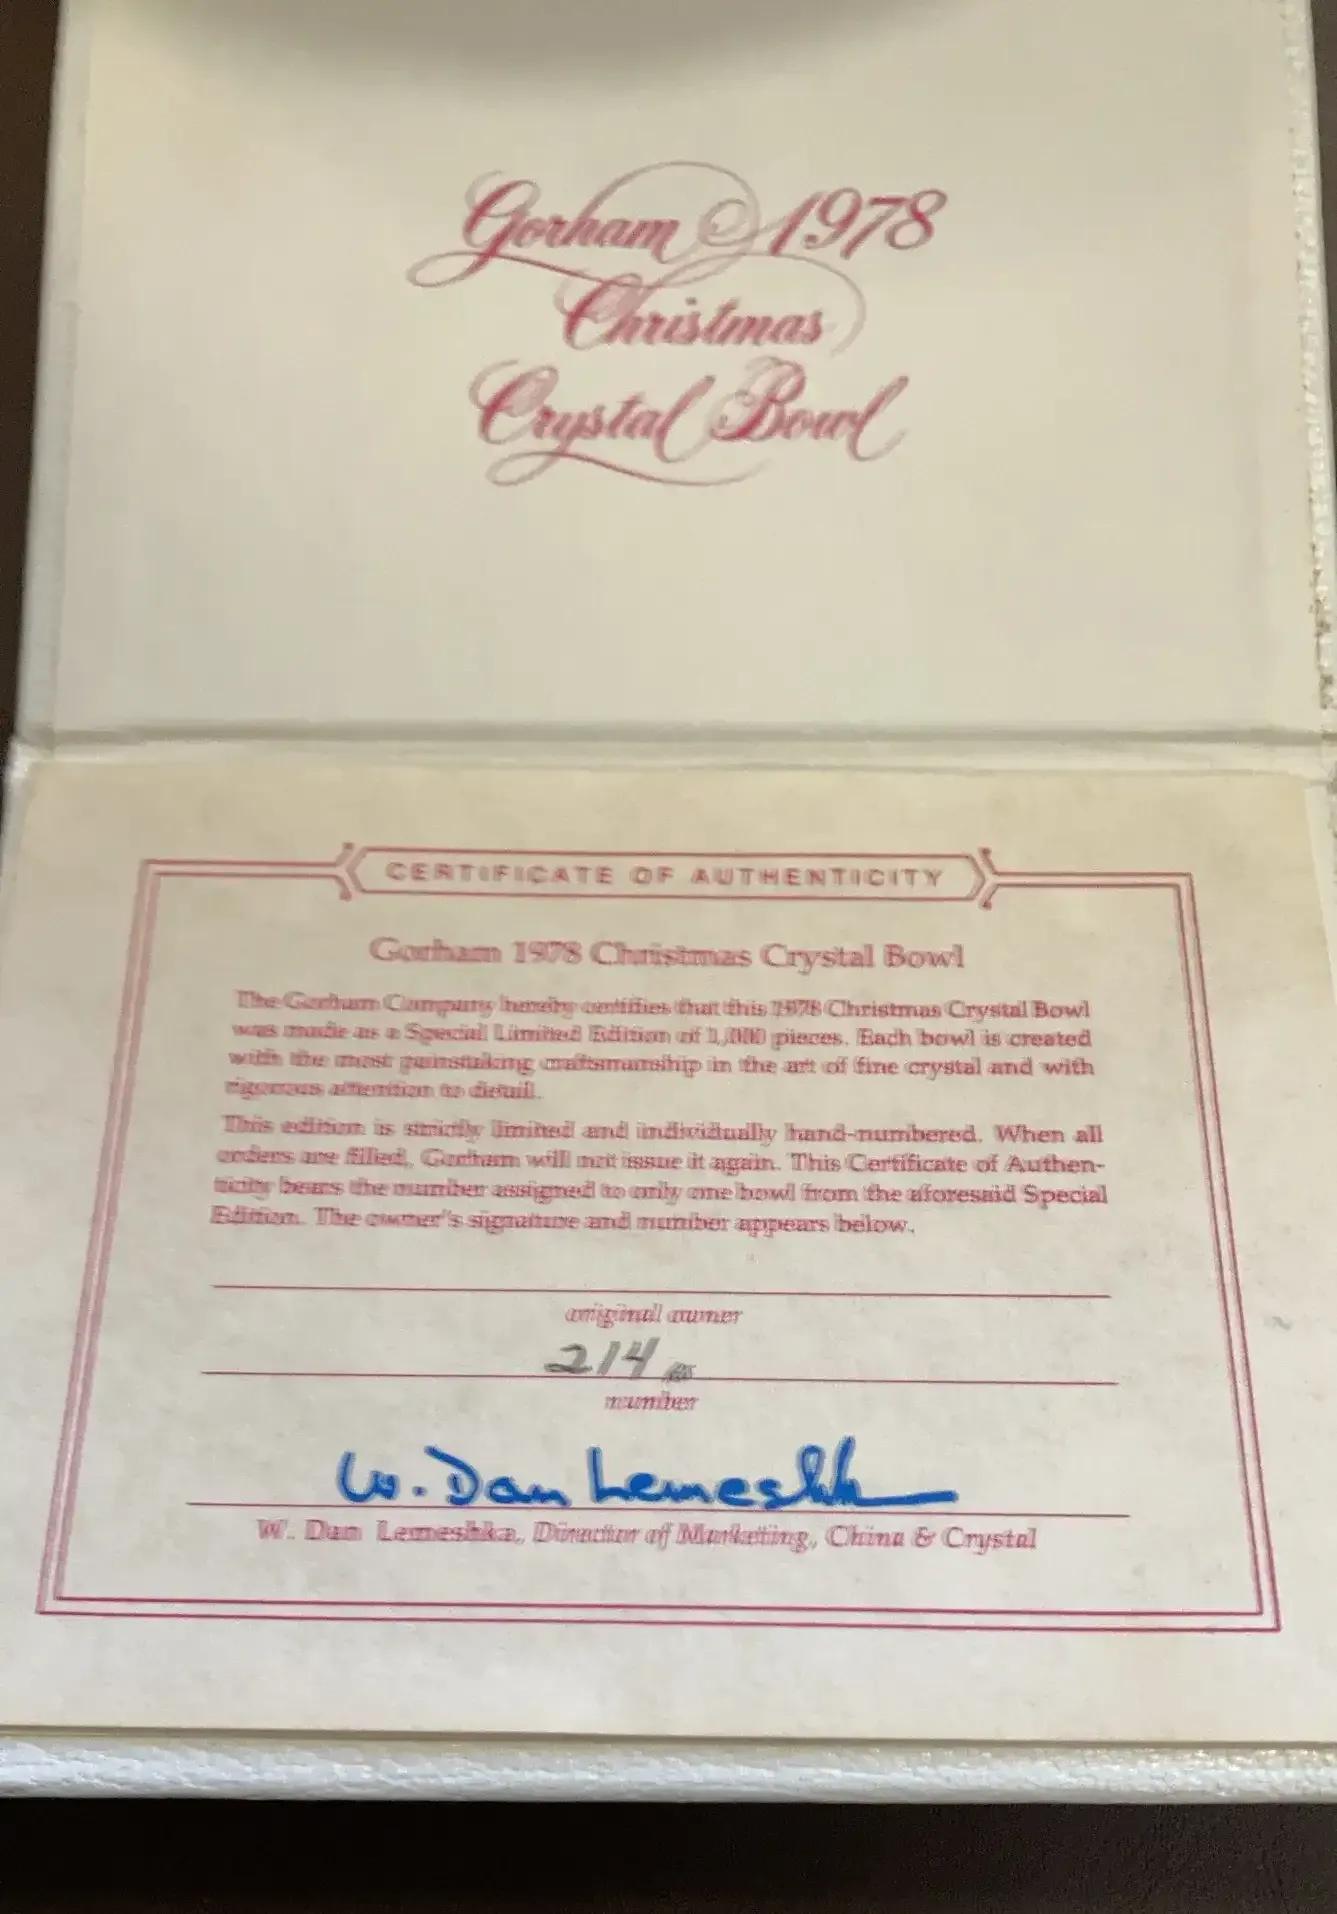 Gorham 1978
Christmas
Crystal Bowl
CERTIFICATE OF AUTHENTICITY
Gorham 1978 Christmas Crystal Bowl
The Gorham Company hereby certifies that this 1978 Christmas Crystal Bowl
was made as a Special Limited Edition of 1,000 pieces. Each bowl is created
with the most painstaking craftsmanship in the art of fine crystal and with
rigorous attention to detail.
This edition is strictly limited and individually hand-numbered. When all
orders are filled, Gorham will not issue it again. This Certificate of Authen-
ticity bears the number assigned to only one bowl from the aforesaid Special
Edition. The owner's signature and number appears below.
original owner
214
number
W. Dan Lemeshka
W. Dan Lemeshka, Director of Marketing, China & Crystal